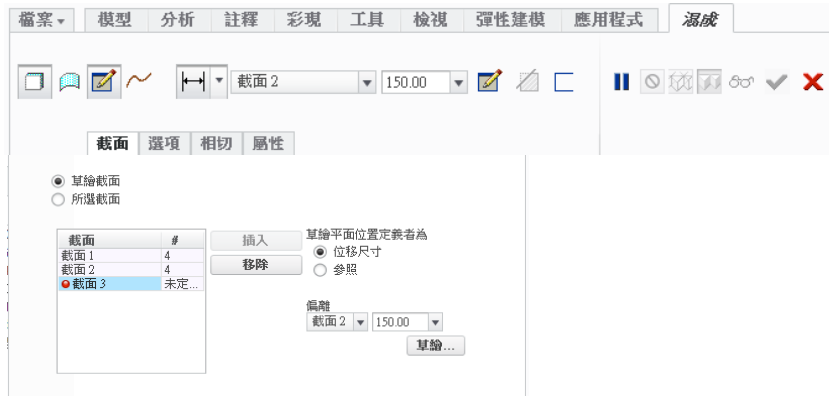 檔案 模型 分析 註釋 彩現 工具 檢視 彈性建模 應用程式 混成
截面 2 150.00
截面 選項 相切 屬性
草繪截面
所選截面
截面 #
截面 1 4
截面 2 4
截面 3 未定...
插入
移除
草繪平面位置定義者為
位移尺寸
參照
偏離
截面 2 150.00
草繪...